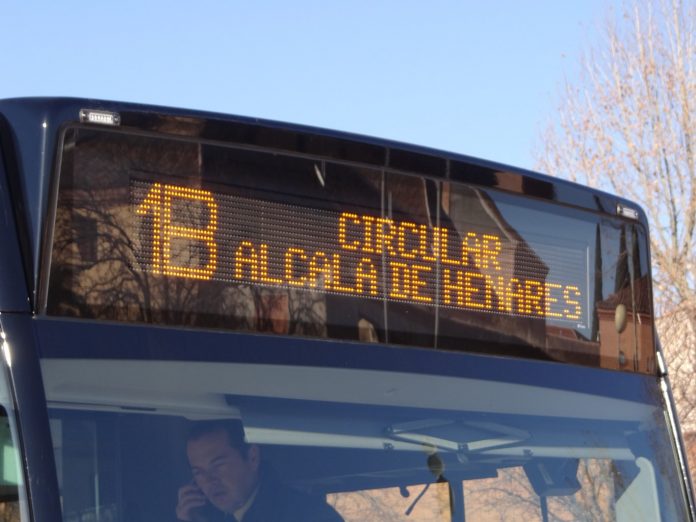 1B CIRCULAR
ALCALA DE HENARES